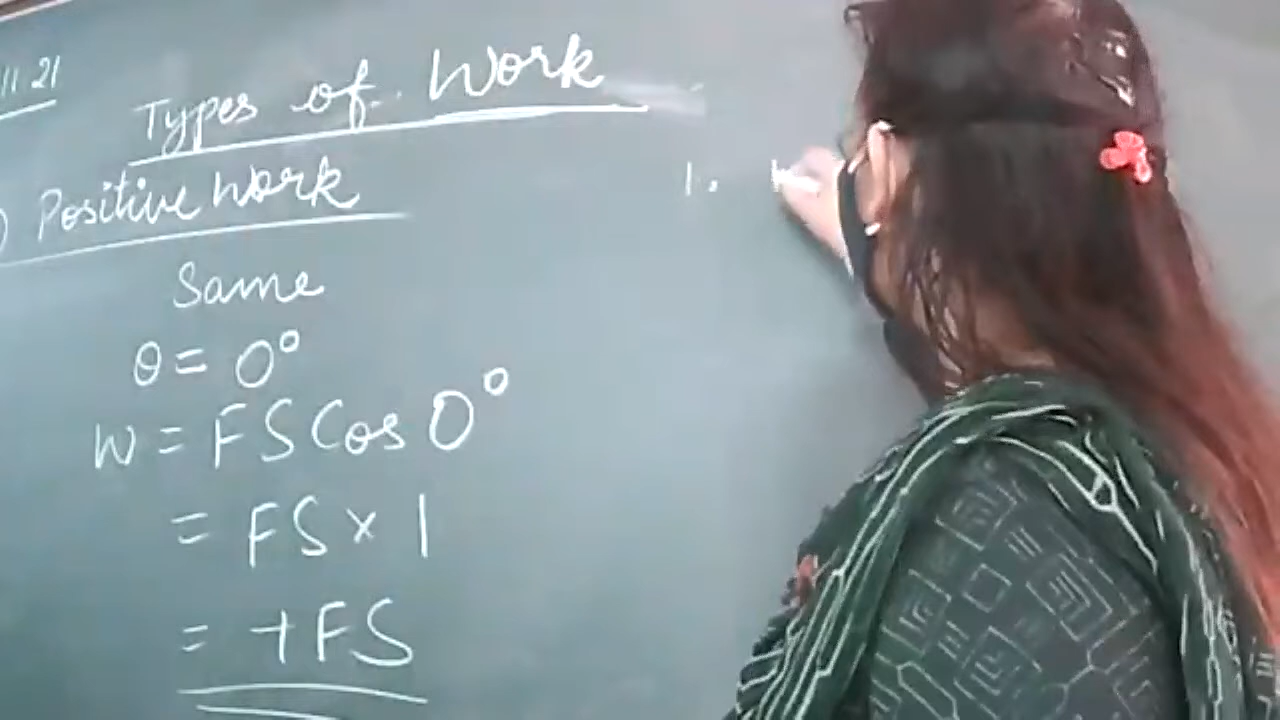 11 21
Types of Work
) Positive Work
Same
θ = 0°
W = FS Cos 0°
= FS × 1
= +FS
1.